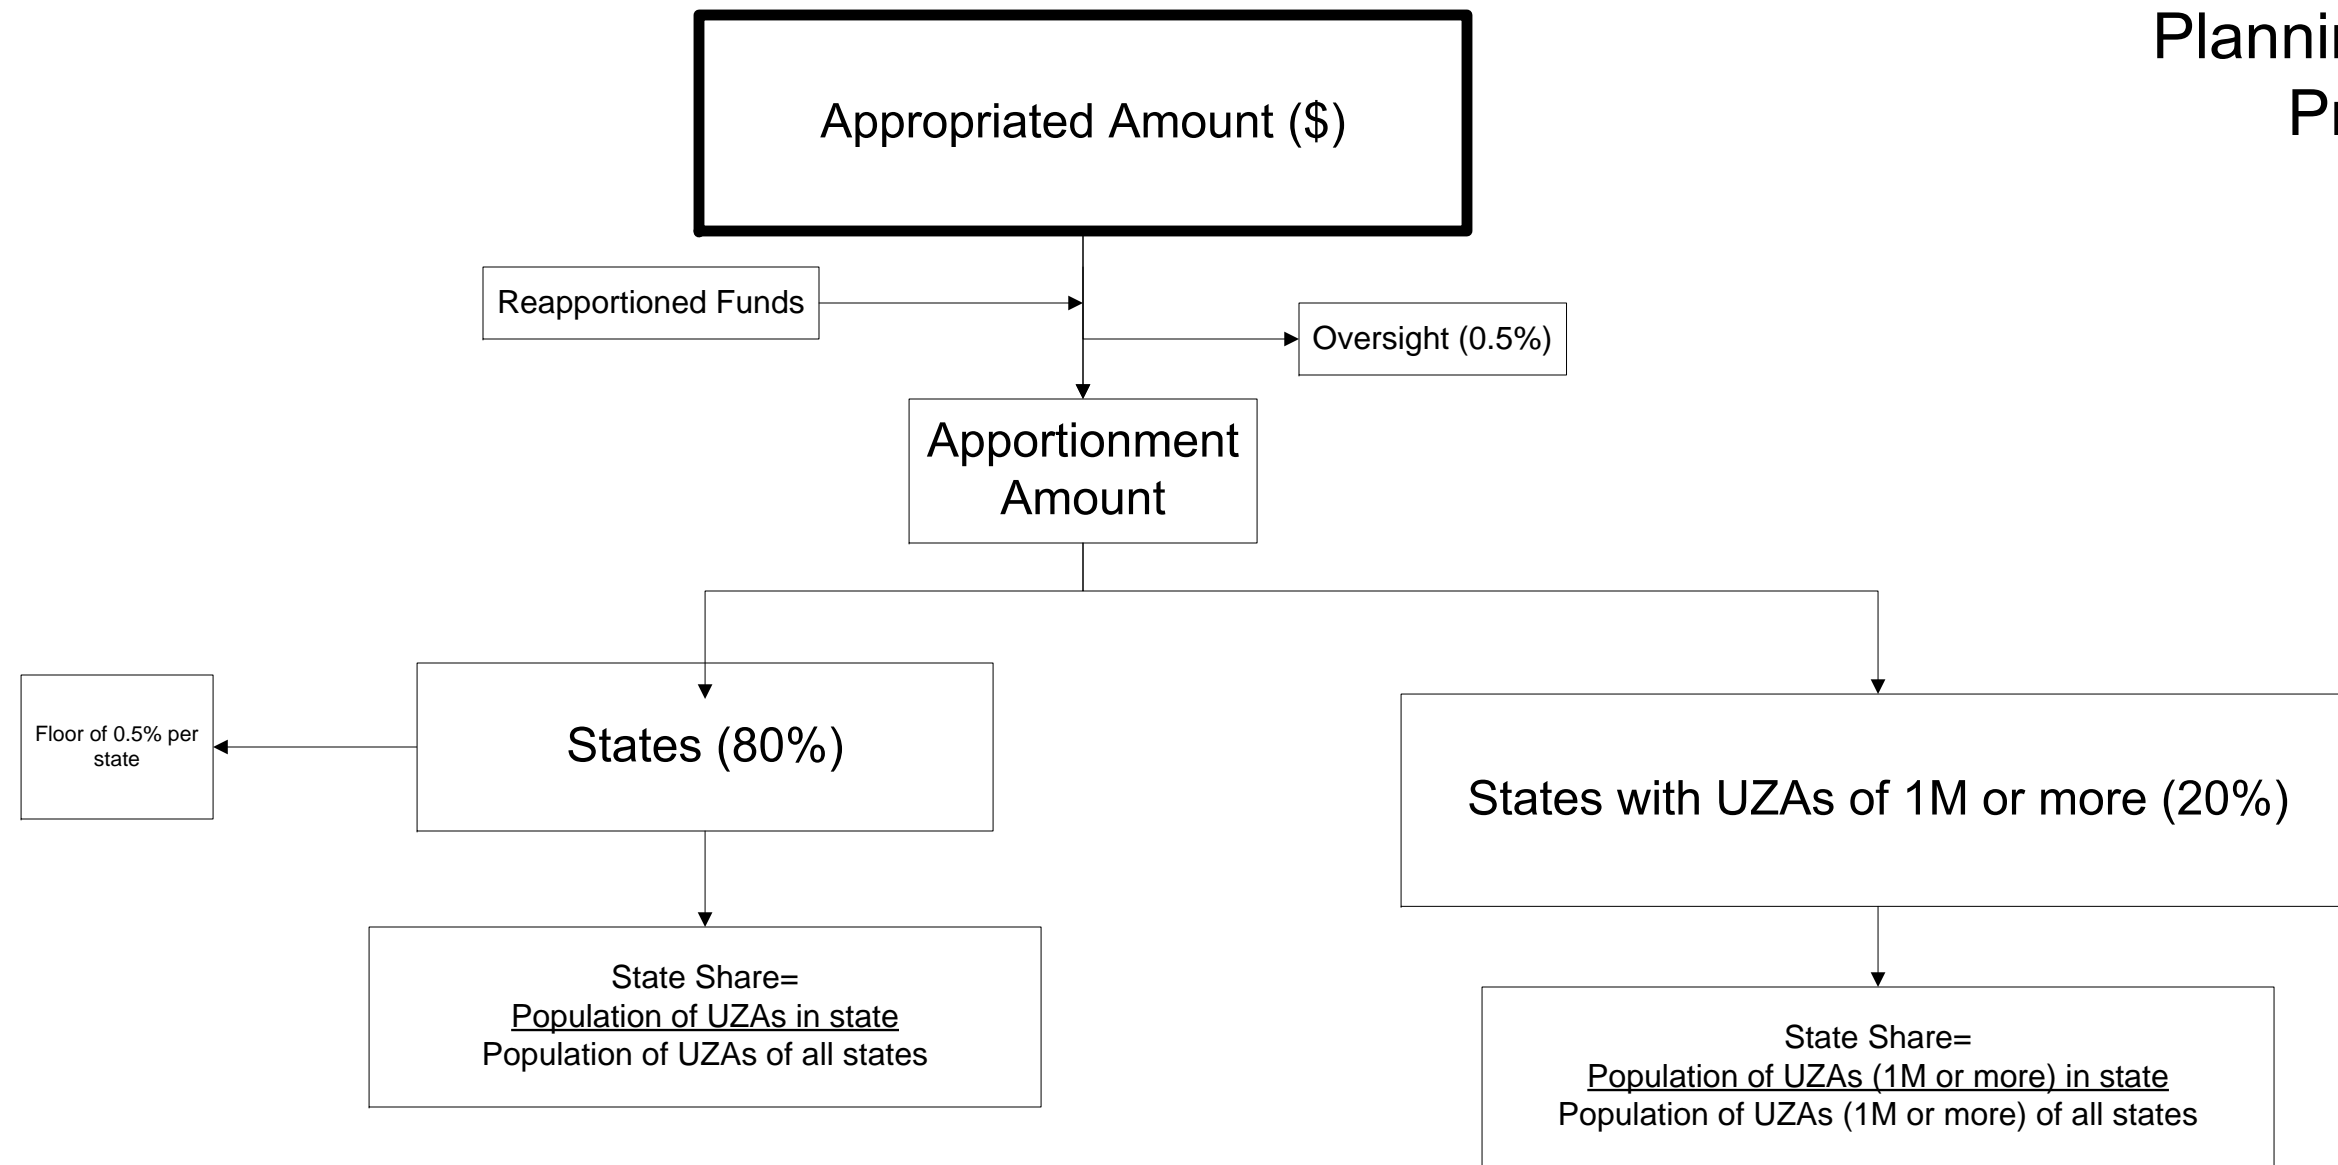 Appropriated Amount ($)
Reapportioned Funds
Oversight (0.5%)
Apportionment
Amount
Floor of 0.5% per
state
States (80%)
States with UZAs of 1M or more (20%)
State Share=
Population of UZAs in state
Population of UZAs of all states
State Share=
Population of UZAs (1M or more) in state
Population of UZAs (1M or more) of all states